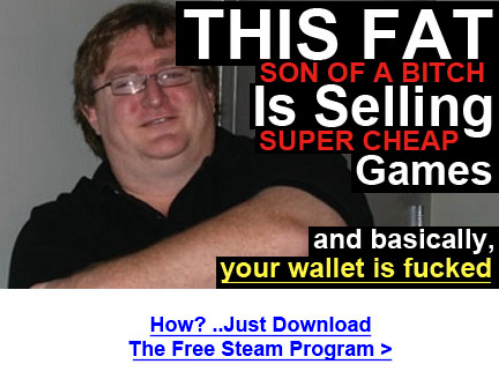 THIS FAT
SON OF A BITCH
Is Selling
SUPER CHEAP
Games
and basically,
your wallet is fucked
How? ..Just Download
The Free Steam Program >